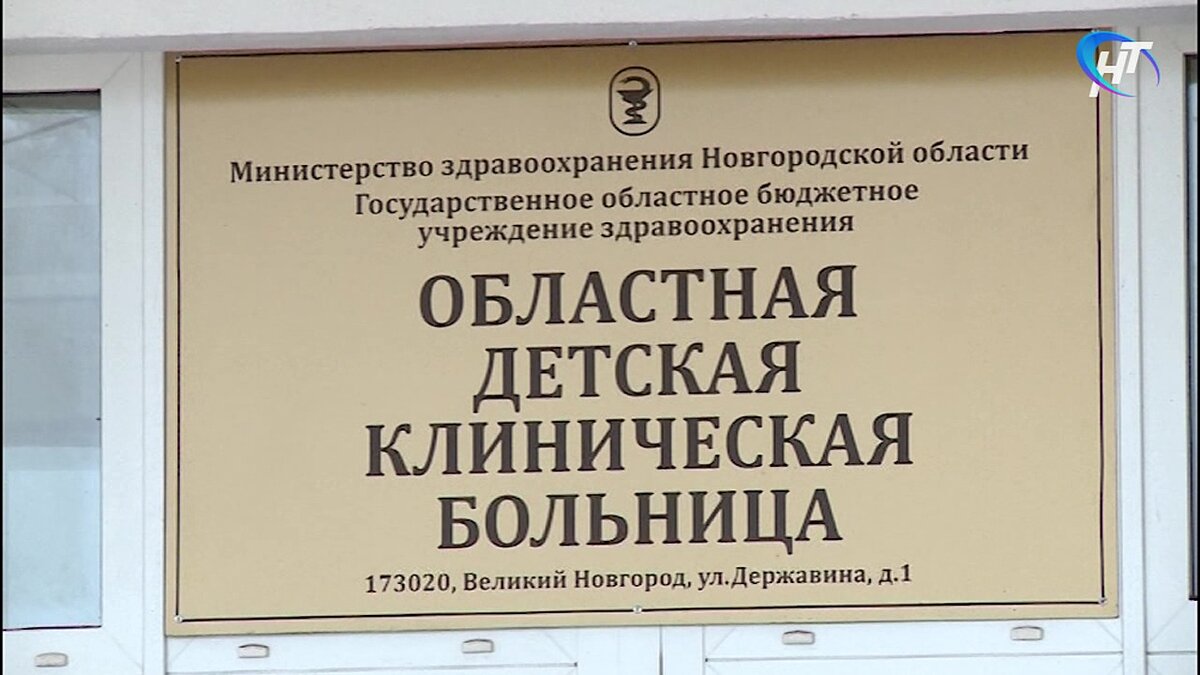 НТ
Министерство здравоохранения Новгородской области
Государственное областное бюджетное
учреждение здравоохранения
ОБЛАСТНАЯ
ДЕТСКАЯ
КЛИНИЧЕСКАЯ
БОЛЬНИЦА
173020, Великий Новгород, ул.Державина, д.1